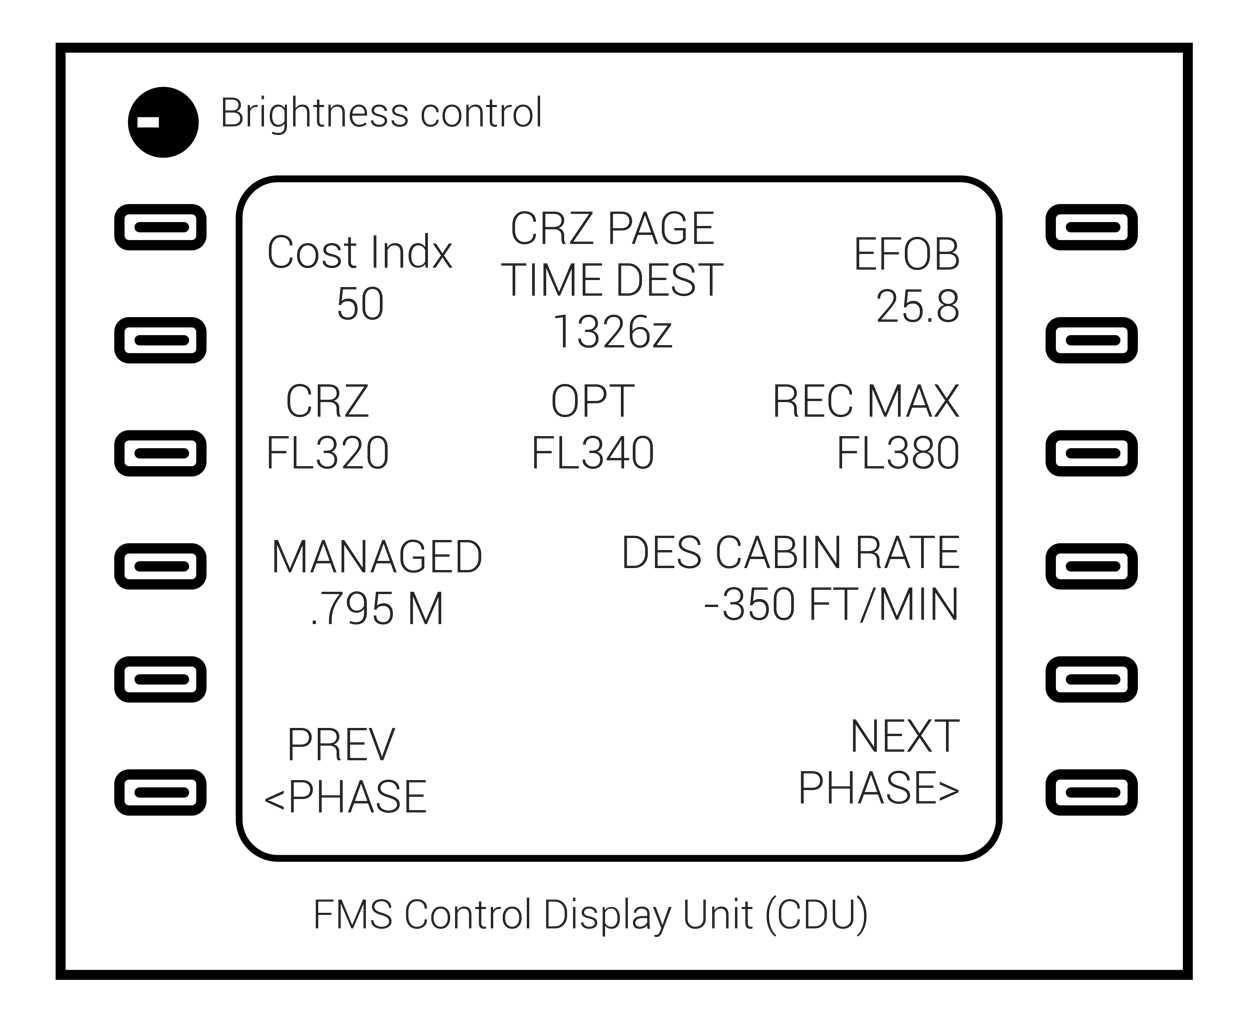 Brightness control
CRZ PAGE
Cost Indx
TIME DEST
EFOB
50
1326z
25.8
CRZ
OPT
REC MAX
FL320
FL340
FL380
MANAGED
DES CABIN RATE
.795 M
-350 FT/MIN
PREV
NEXT
<PHASE
PHASE>
FMS Control Display Unit (CDU)